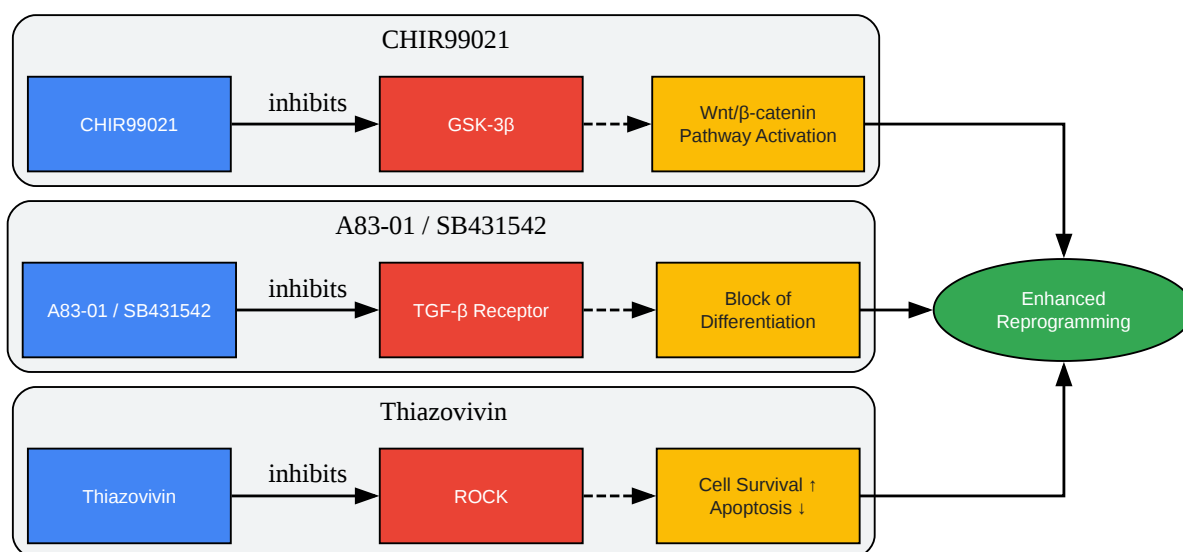 CHIR99021
CHIR99021
inhibits
GSK-3β
Wnt/β-catenin
Pathway Activation
A83-01 / SB431542
A83-01 / SB431542
inhibits
TGF-β Receptor
Block of
Differentiation
Enhanced
Reprogramming
Thiazovivin
Thiazovivin
inhibits
ROCK
Cell Survival ↑
Apoptosis ↓